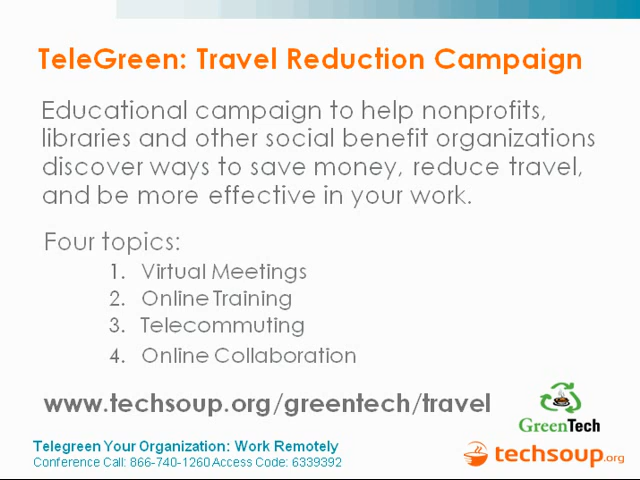 TeleGreen: Travel Reduction Campaign
Educational campaign to help nonprofits,
libraries and other social benefit organizations
discover ways to save money, reduce travel,
and be more effective in your work.
Four topics:
1. Virtual Meetings
2. Online Training
3. Telecommuting
4. Online Collaboration
www.techsoup.org/greentech/travel
GreenTech
Telegreen Your Organization: Work Remotely
Conference Call: 866-740-1260 Access Code: 6339392
techsoup.org